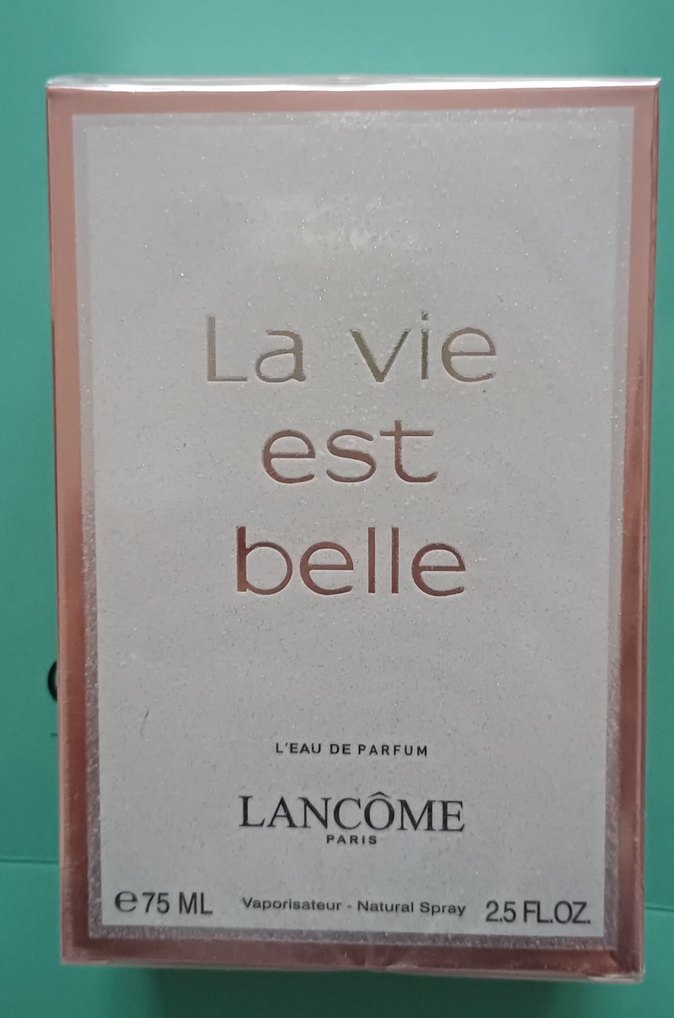 La vie
est
belle
L'EAU DE PARFUM
LANCÔME
PARIS
e 75 ML Vaporisateur - Natural Spray 2.5 FL.OZ.